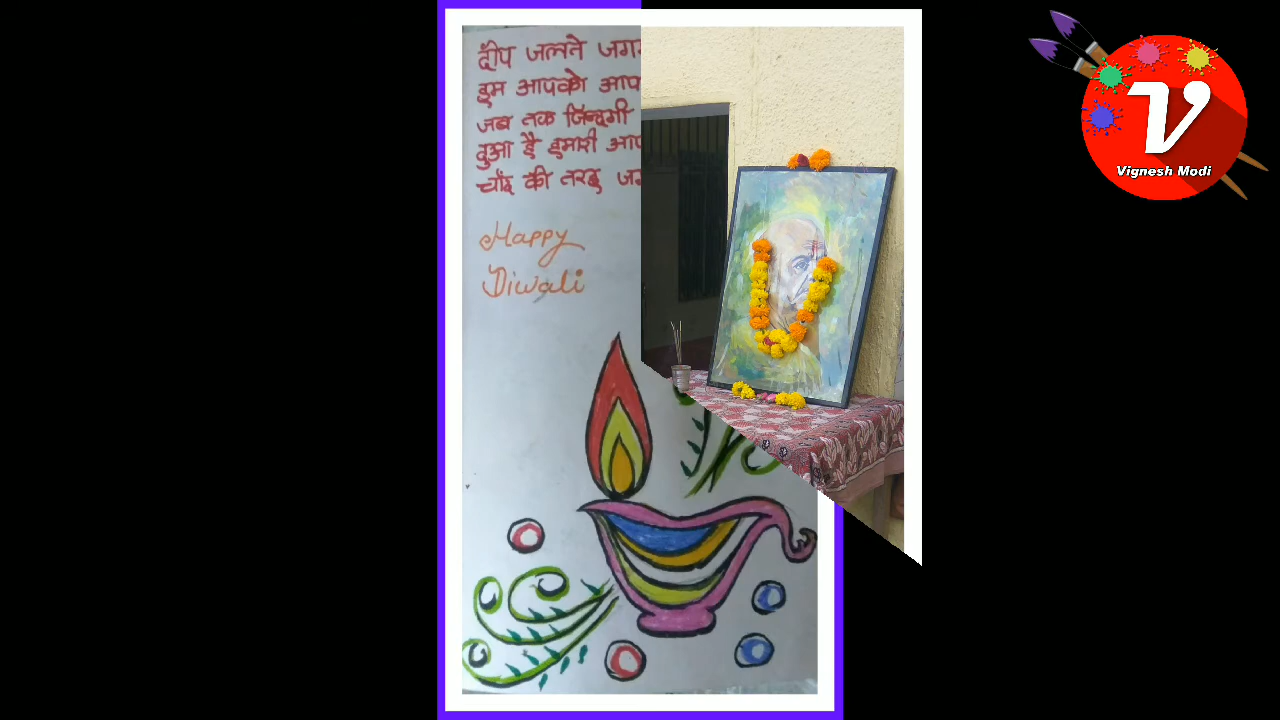 दीप जलते
हम आपको
जब तक जिन्दगी
दुआ है हमारी
चाँद की तरह
Happy
Diwali
V
Vignesh Modi